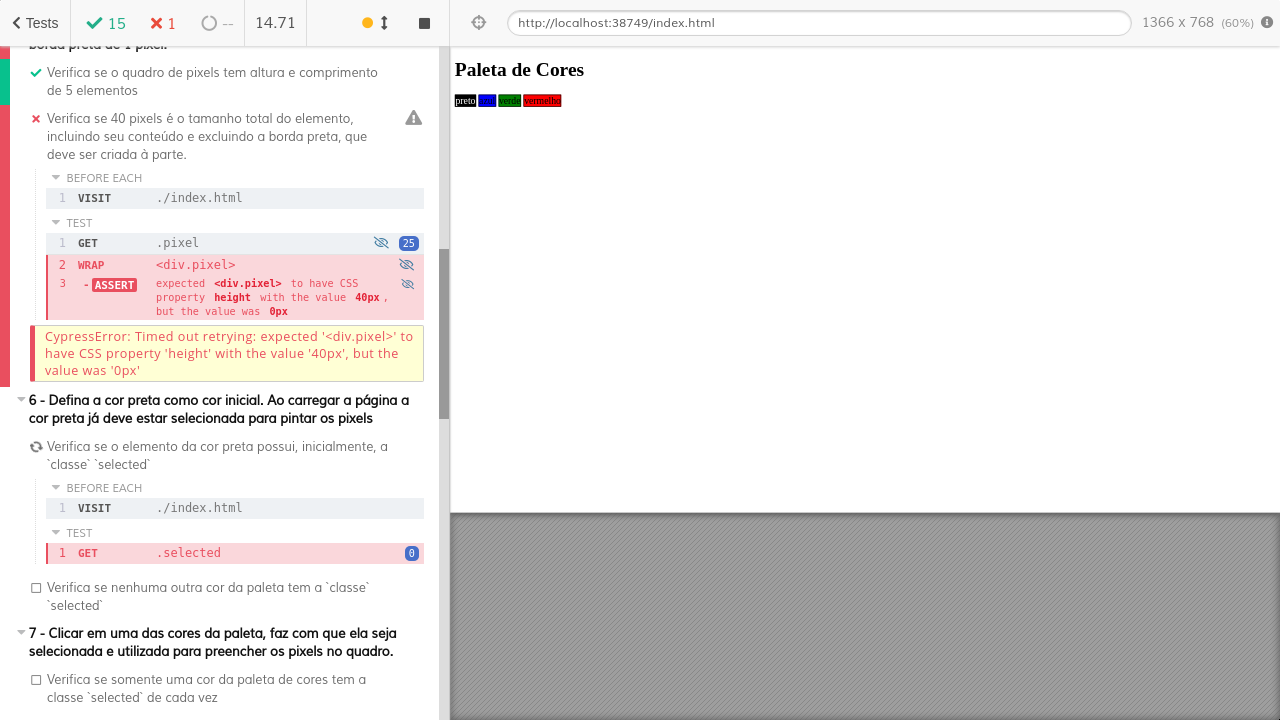 Tests
15
1
--
14.71
http://localhost:38749/index.html
1366 x 768 (60%)
borda preta de 1 pixel.
Verifica se o quadro de pixels tem altura e comprimento
de 5 elementos
Verifica se 40 pixels é o tamanho total do elemento,
incluindo seu conteúdo e excluindo a borda preta, que
deve ser criada à parte.
BEFORE EACH
1 VISIT ./index.html
TEST
1 GET .pixel 25
2 WRAP <div.pixel>
3 - ASSERT expected <div.pixel> to have CSS
property height with the value 40px ,
but the value was 0px
CypressError: Timed out retrying: expected '<div.pixel>' to
have CSS property 'height' with the value '40px', but the
value was '0px'
6 - Defina a cor preta como cor inicial. Ao carregar a página a
cor preta já deve estar selecionada para pintar os pixels
Verifica se o elemento da cor preta possui, inicialmente, a
`classe` `selected`
BEFORE EACH
1 VISIT ./index.html
TEST
1 GET .selected 0
Verifica se nenhuma outra cor da paleta tem a `classe`
`selected`
7 - Clicar em uma das cores da paleta, faz com que ela seja
selecionada e utilizada para preencher os pixels no quadro.
Verifica se somente uma cor da paleta de cores tem a
classe `selected` de cada vez
Paleta de Cores
preto azul verde vermelho